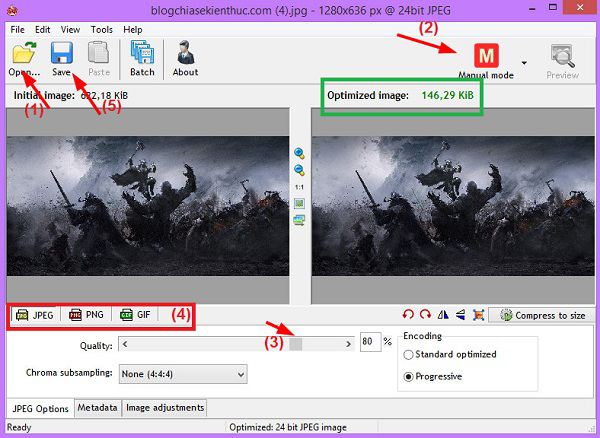 blogchiasekienthuc.com (4).jpg - 1280x636 px @ 24bit JPEG
File Edit View Tools Help
(2)
M
Open... Save Paste Batch About
Manual mode Preview
(1) (5)
Initial image: 622,18 KiB
Optimized image: 146,29 KiB
1:1
JPEG PNG GIF (4)
Compress to size
Quality: (3) 80 %
Encoding
Standard optimized
Chroma subsampling: None (4:4:4)
Progressive
JPEG Options Metadata Image adjustments
Ready Optimized: 24 bit JPEG image